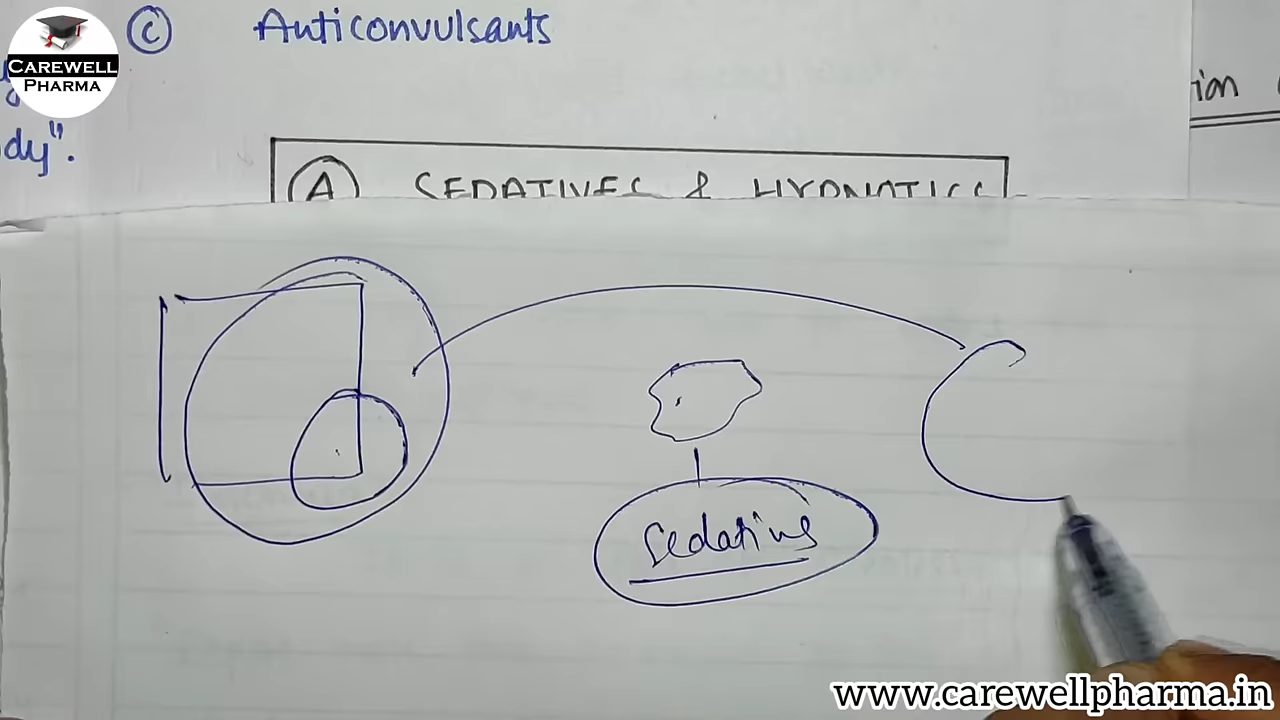 CAREWELL
PHARMA
© Anticonvulsants
ion
dy".
A SEDATIVES & HYPNOTICS
Sedatives
www.carewellpharma.in